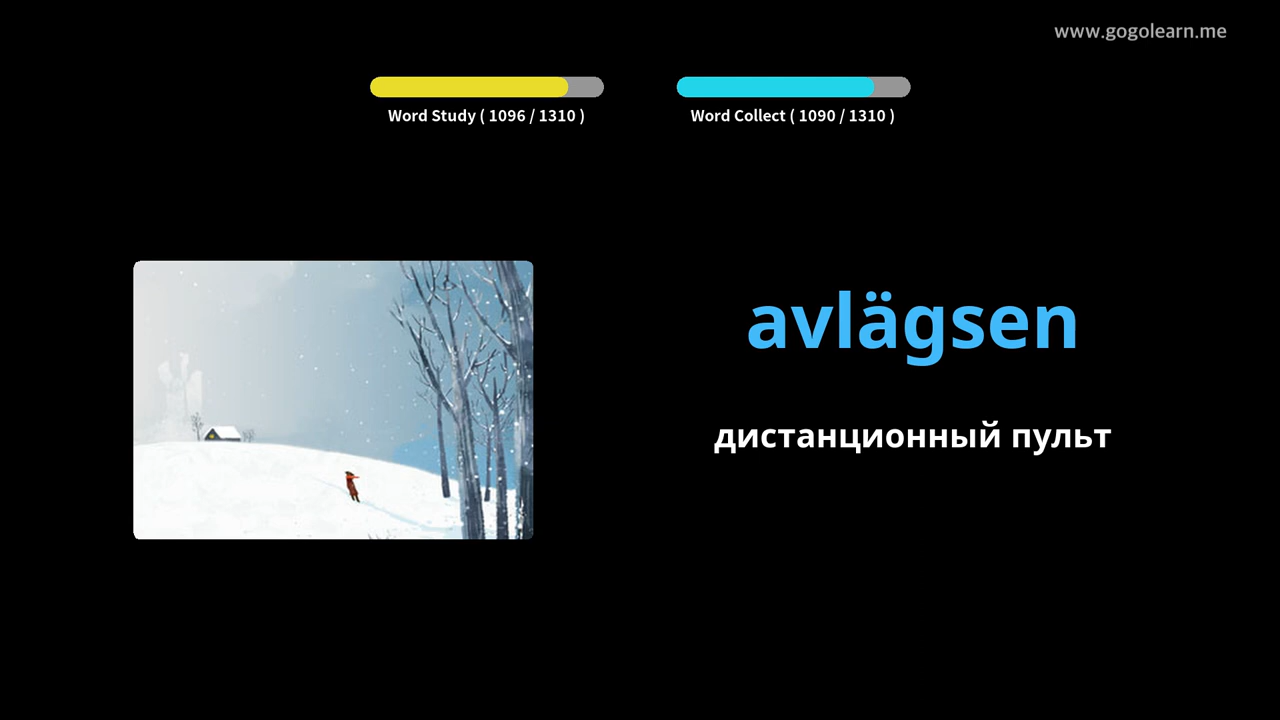 www.gogolearn.me
Word Study ( 1096 / 1310 )
Word Collect ( 1090 / 1310 )
avlägsen
дистанционный пульт